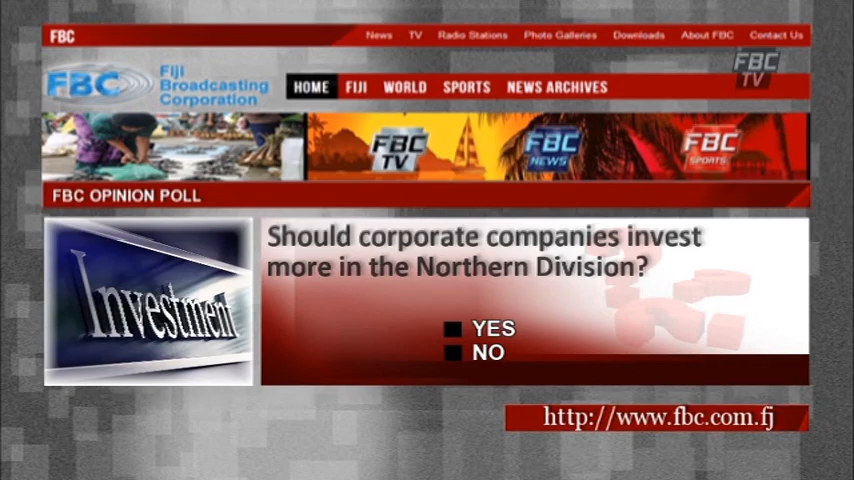 FBC
News TV Radio Stations Photo Galleries Downloads About FBC Contact Us
FBC
TV
FBC
Fiji
Broadcasting
Corporation
HOME FIJI WORLD SPORTS NEWS ARCHIVES
FBC
TV
FBC
NEWS
FBC
SPORTS
FBC OPINION POLL
Investment
Should corporate companies invest
more in the Northern Division?
YES
NO
http://www.fbc.com.fj